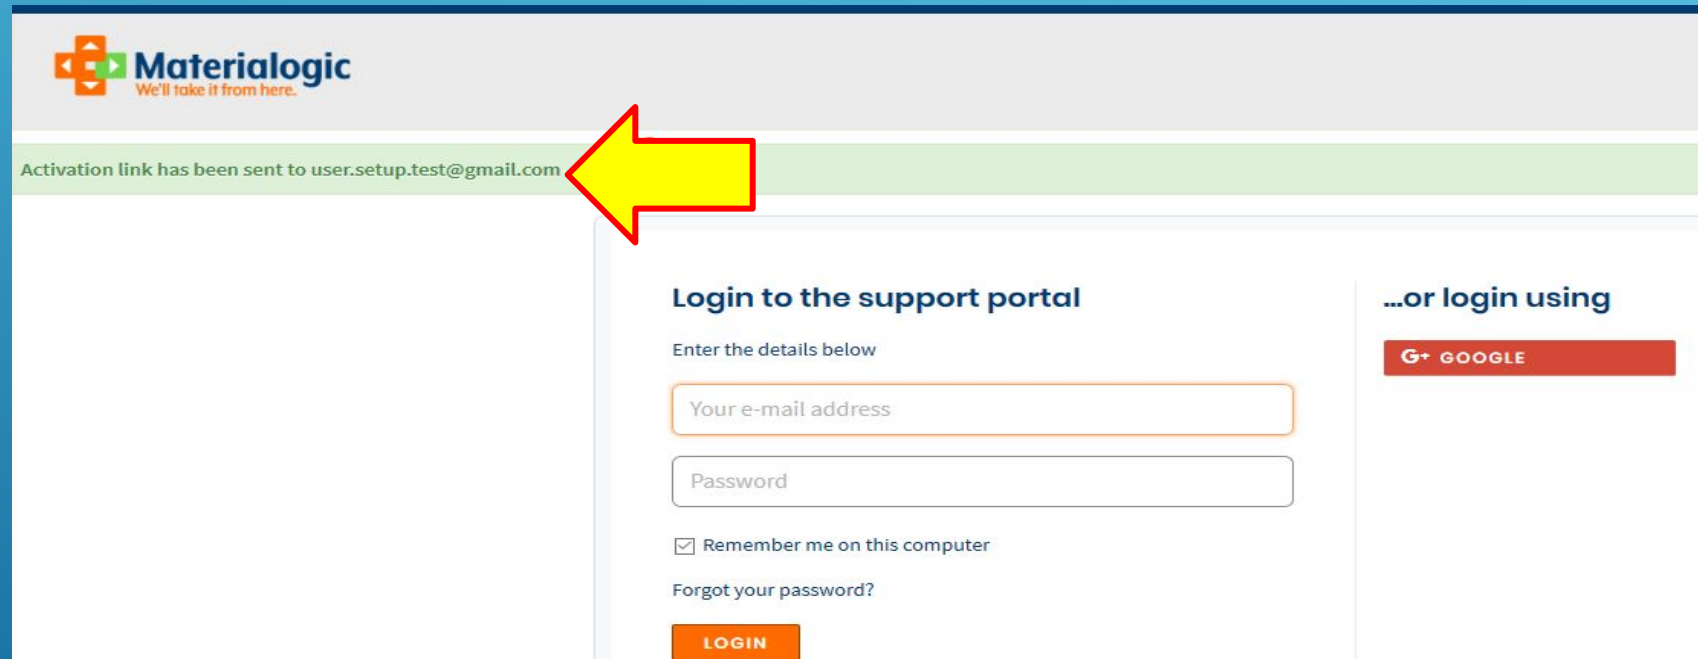 Materialogic
We'll take it from here.
Activation link has been sent to user.setup.test@gmail.com
Login to the support portal
Enter the details below
Your e-mail address
Password
Remember me on this computer
Forgot your password?
LOGIN
...or login using
G+ GOOGLE